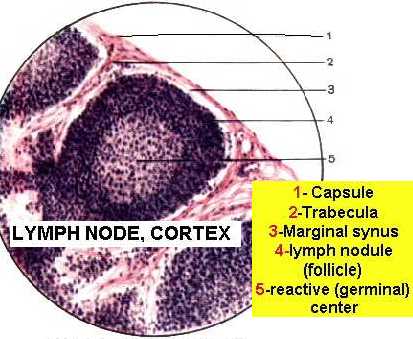 1
2
3
4
5
LYMPH NODE, CORTEX
1- Capsule
2-Trabecula
3-Marginal synus
4-lymph nodule
(follicle)
5-reactive (germinal)
center